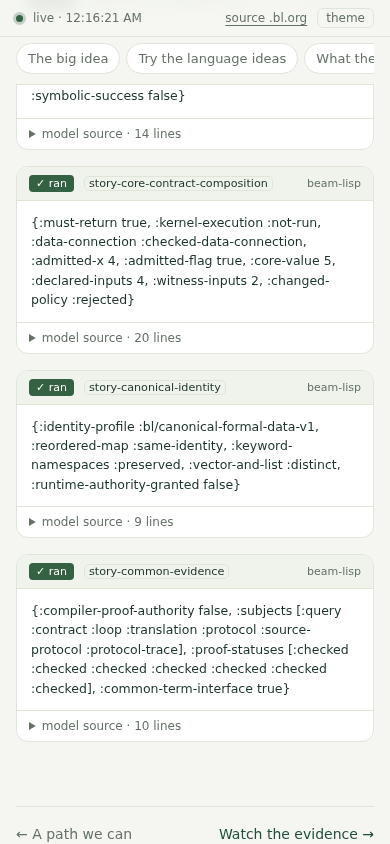 live · 12:16:21 AM
source .bl.org
theme
The big idea
Try the language ideas
What the
:symbolic-success false}
▶ model source · 14 lines
✓ ran
story-core-contract-composition
beam-lisp
{:must-return true, :kernel-execution :not-run,
:data-connection :checked-data-connection,
:admitted-x 4, :admitted-flag true, :core-value 5,
:declared-inputs 4, :witness-inputs 2, :changed-
policy :rejected}
▶ model source · 20 lines
✓ ran
story-canonical-identity
beam-lisp
{:identity-profile :bl/canonical-formal-data-v1,
:reordered-map :same-identity, :keyword-
namespaces :preserved, :vector-and-list :distinct,
:runtime-authority-granted false}
▶ model source · 9 lines
✓ ran
story-common-evidence
beam-lisp
{:compiler-proof-authority false, :subjects [:query
:contract :loop :translation :protocol :source-
protocol :protocol-trace], :proof-statuses [:checked
:checked :checked :checked :checked :checked
:checked], :common-term-interface true}
▶ model source · 10 lines
← A path we can
Watch the evidence →